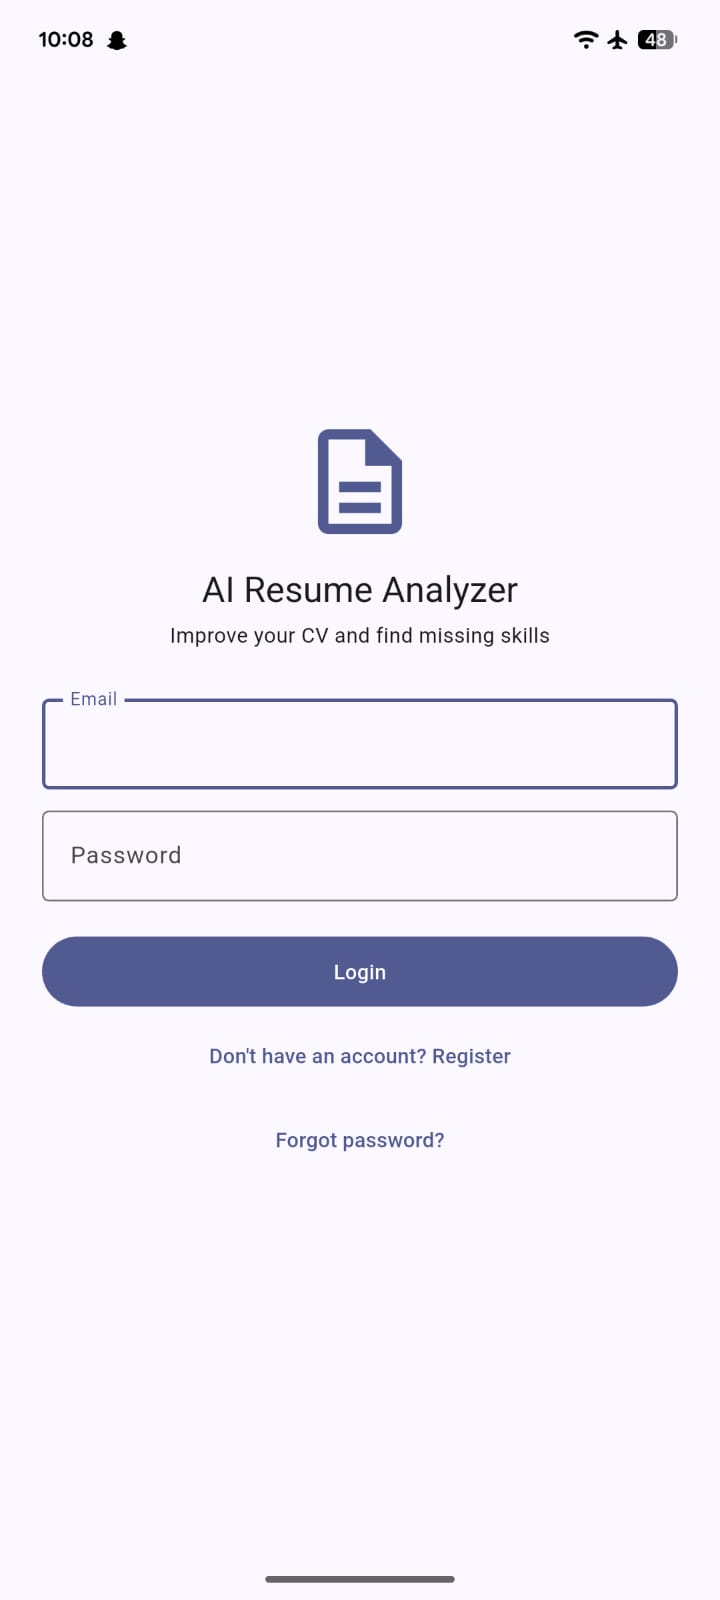 10:08
48
AI Resume Analyzer
Improve your CV and find missing skills
Email
Password
Login
Don't have an account? Register
Forgot password?